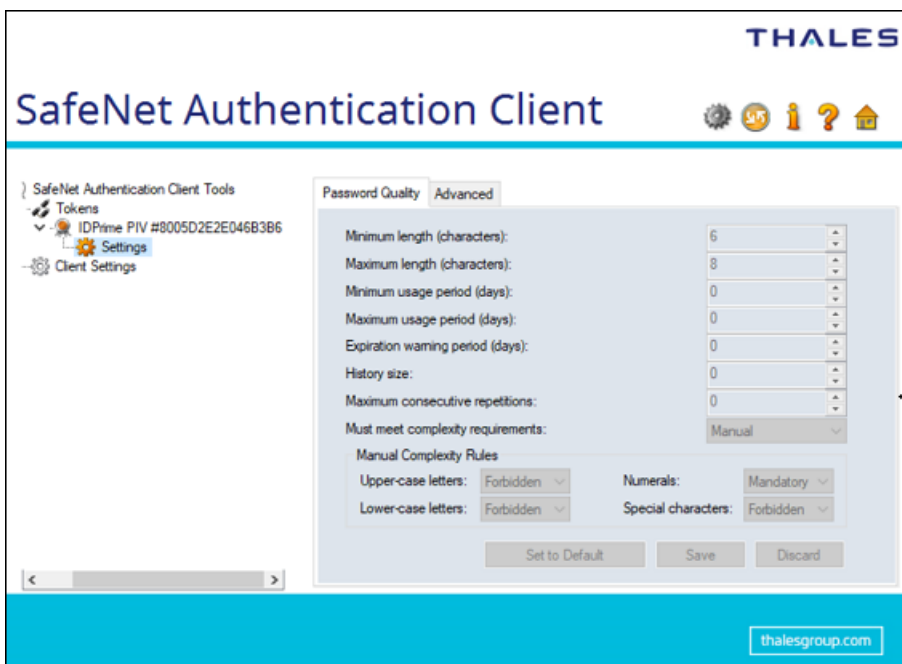 THALES
SafeNet Authentication Client
SafeNet Authentication Client Tools
Tokens
IDPrime PIV #8005D2E2E046B3B6
Settings
Client Settings
Password Quality Advanced
Minimum length (characters): 6
Maximum length (characters): 8
Minimum usage period (days): 0
Maximum usage period (days): 0
Expiration warning period (days): 0
History size: 0
Maximum consecutive repetitions: 0
Must meet complexity requirements: Manual
Manual Complexity Rules
Upper-case letters: Forbidden Numerals: Mandatory
Lower-case letters: Forbidden Special characters: Forbidden
Set to Default Save Discard
thalesgroup.com